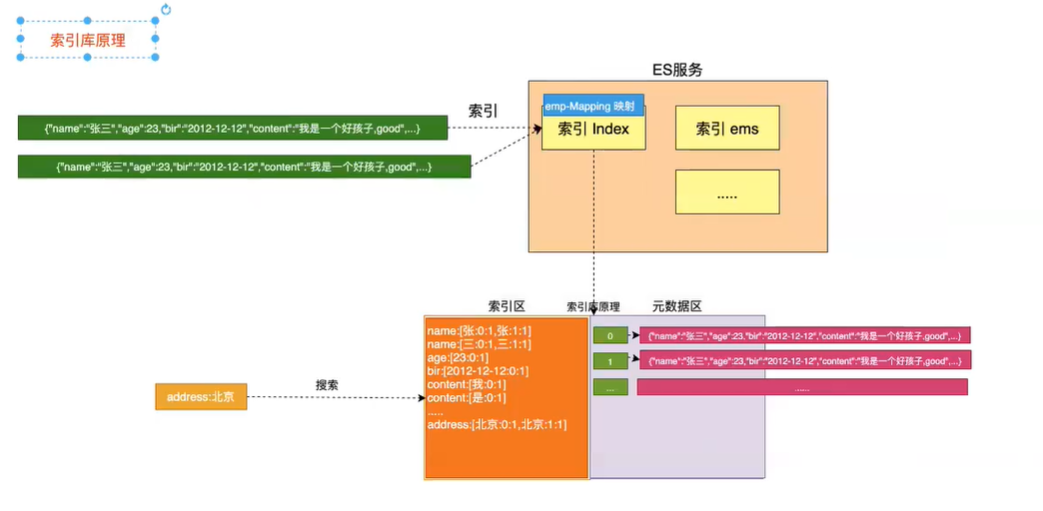 索引库原理
ES服务
emp-Mapping 映射
索引
{"name":"张三","age":23,"bir":"2012-12-12","content":"我是一个好孩子,good",...}
索引 Index
索引 ems
{"name":"张三","age":23,"bir":"2012-12-12","content":"我是一个好孩子,good",...}
.....
索引区
索引库原理
元数据区
name:[张:0:1,张:1:1]
name:[三:0:1,三:1:1]
age:[23:0:1]
bir:[2012-12-12:0:1]
content:[我:0:1]
content:[是:0:1]
.....
address:[北京:0:1,北京:1:1]
0
{"name":"张三","age":23,"bir":"2012-12-12","content":"我是一个好孩子,good",...}
1
{"name":"张三","age":23,"bir":"2012-12-12","content":"我是一个好孩子,good",...}
...
......
搜索
address:北京